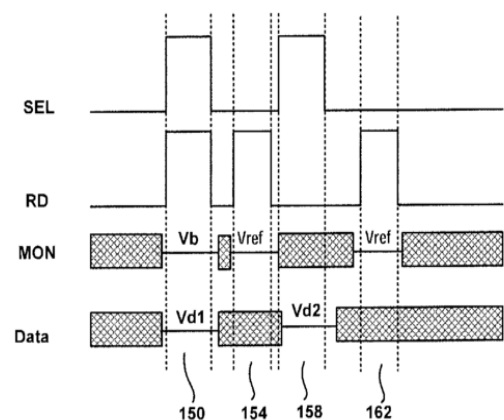 SEL
RD
MON Vb Vref Vref
Data Vd1 Vd2
150 154 158 162